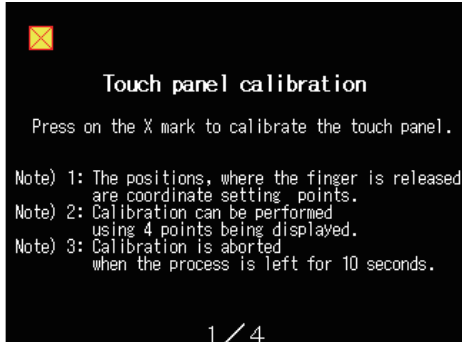 Touch panel calibration
Press on the X mark to calibrate the touch panel.
Note) 1: The positions, where the finger is released
are coordinate setting points.
Note) 2: Calibration can be performed
using 4 points being displayed.
Note) 3: Calibration is aborted
when the process is left for 10 seconds.
1/4